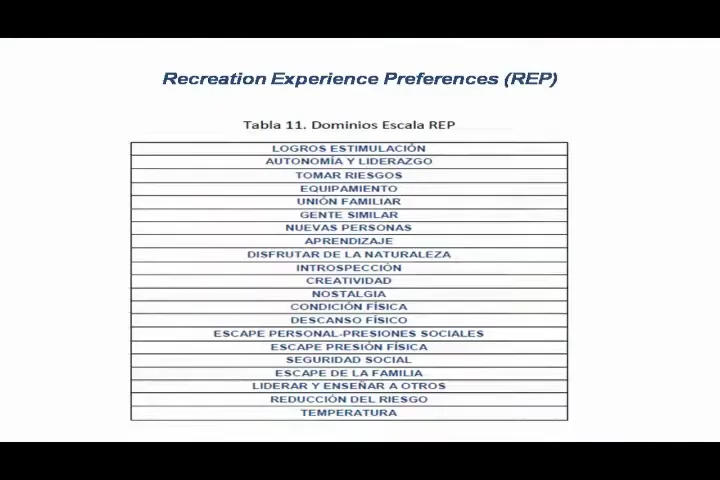 Recreation Experience Preferences (REP)
Tabla 11. Dominios Escala REP
LOGROS ESTIMULACIÓN
AUTONOMÍA Y LIDERAZGO
TOMAR RIESGOS
EQUIPAMIENTO
UNIÓN FAMILIAR
GENTE SIMILAR
NUEVAS PERSONAS
APRENDIZAJE
DISFRUTAR DE LA NATURALEZA
INTROSPECCIÓN
CREATIVIDAD
NOSTALGIA
CONDICIÓN FÍSICA
DESCANSO FÍSICO
ESCAPE PERSONAL-PRESIONES SOCIALES
ESCAPE PRESIÓN FÍSICA
SEGURIDAD SOCIAL
ESCAPE DE LA FAMILIA
LIDERAR Y ENSEÑAR A OTROS
REDUCCIÓN DEL RIESGO
TEMPERATURA